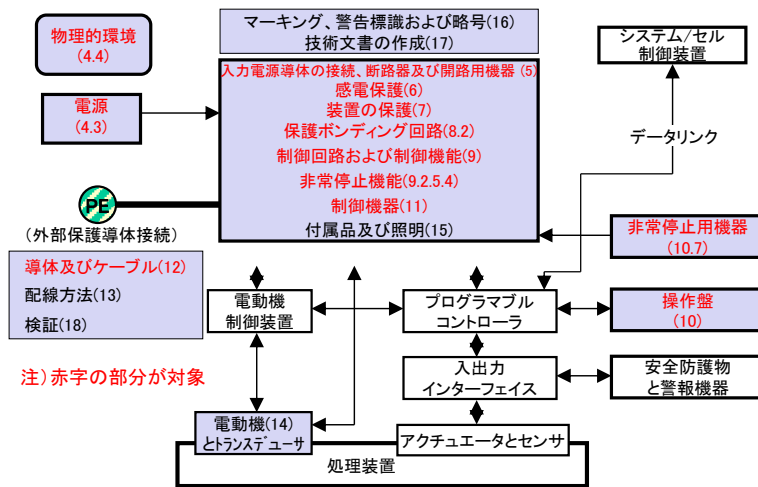 物理的環境
(4.4)
マーキング、警告標識および略号(16)
技術文書の作成(17)
システム/セル
制御装置
入力電源導体の接続、断路器及び開路用機器(5)
感電保護(6)
装置の保護(7)
保護ボンディング回路(8.2)
制御回路および制御機能(9)
非常停止機能(9.2.5.4)
制御機器(11)
付属品及び照明(15)
電源
(4.3)
データリンク
PE
(外部保護導体接続)
非常停止用機器
(10.7)
導体及びケーブル(12)
配線方法(13)
検証(18)
電動機
制御装置
プログラマブル
コントローラ
操作盤
(10)
注)赤字の部分が対象
入出力
インターフェイス
安全防護物
と警報機器
電動機(14)
とトランスデューサ
アクチュエータとセンサ
処理装置